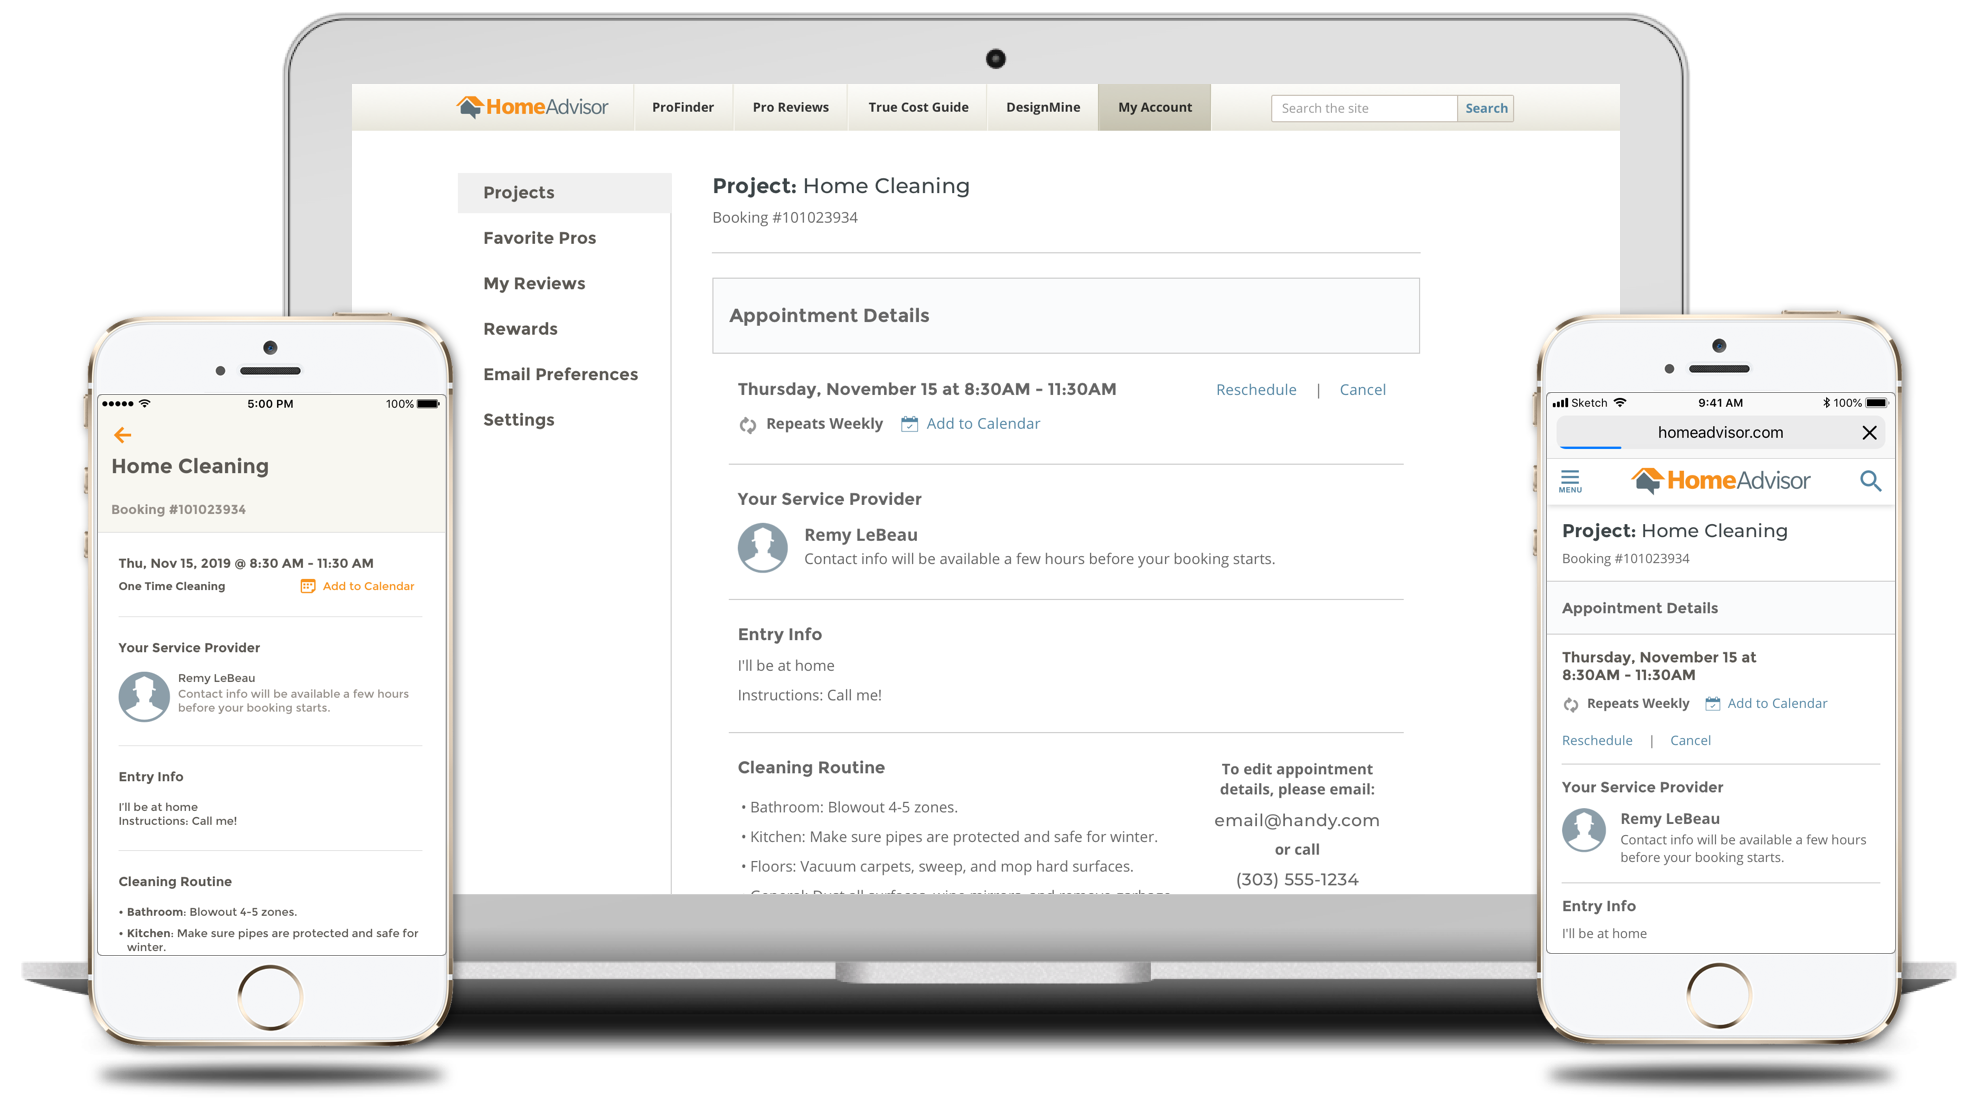 HomeAdvisor
ProFinder
Pro Reviews
True Cost Guide
DesignMine
My Account
Search the site
Search
Projects
Favorite Pros
My Reviews
Rewards
Email Preferences
Settings
Project: Home Cleaning
Booking #101023934
Appointment Details
Thursday, November 15 at 8:30AM - 11:30AM
Reschedule | Cancel
Repeats Weekly
Add to Calendar
Your Service Provider
Remy LeBeau
Contact info will be available a few hours before your booking starts.
Entry Info
I'll be at home
Instructions: Call me!
Cleaning Routine
• Bathroom: Blowout 4-5 zones.
• Kitchen: Make sure pipes are protected and safe for winter.
• Floors: Vacuum carpets, sweep, and mop hard surfaces.
• General: Dust all surfaces, wipe mirrors, and remove garbage
To edit appointment
details, please email:
email@handy.com
or call
(303) 555-1234
5:00 PM
100%
Home Cleaning
Booking #101023934
Thu, Nov 15, 2019 @ 8:30 AM - 11:30 AM
One Time Cleaning
Add to Calendar
Your Service Provider
Remy LeBeau
Contact info will be available a few hours
before your booking starts.
Entry Info
I'll be at home
Instructions: Call me!
Cleaning Routine
• Bathroom: Blowout 4-5 zones.
• Kitchen: Make sure pipes are protected and safe for
winter.
Sketch
9:41 AM
100%
homeadvisor.com
MENU
HomeAdvisor
Project: Home Cleaning
Booking #101023934
Appointment Details
Thursday, November 15 at
8:30AM - 11:30AM
Repeats Weekly
Add to Calendar
Reschedule | Cancel
Your Service Provider
Remy LeBeau
Contact info will be available a few hours
before your booking starts.
Entry Info
I'll be at home